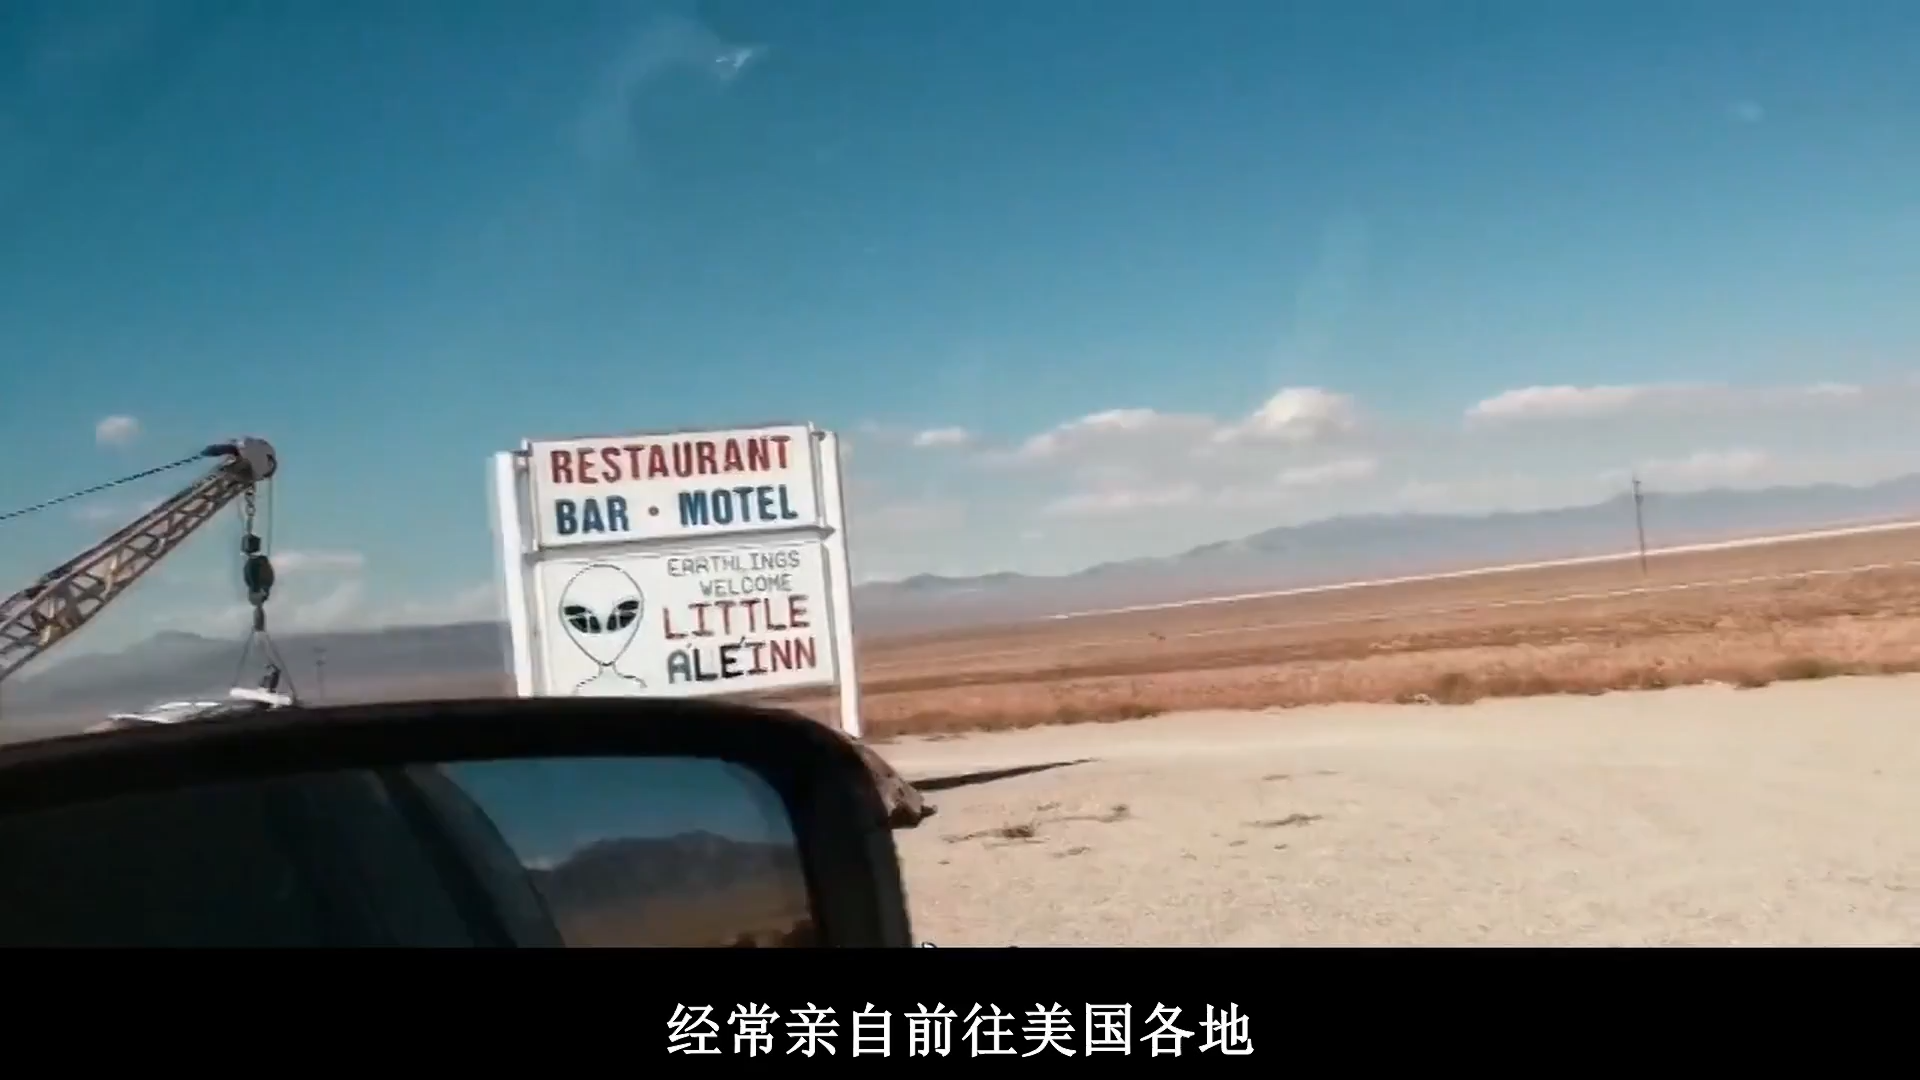 RESTAURANT
BAR • MOTEL
EARTHLINGS
WELCOME
LITTLE
A'LE'INN
经常亲自前往美国各地